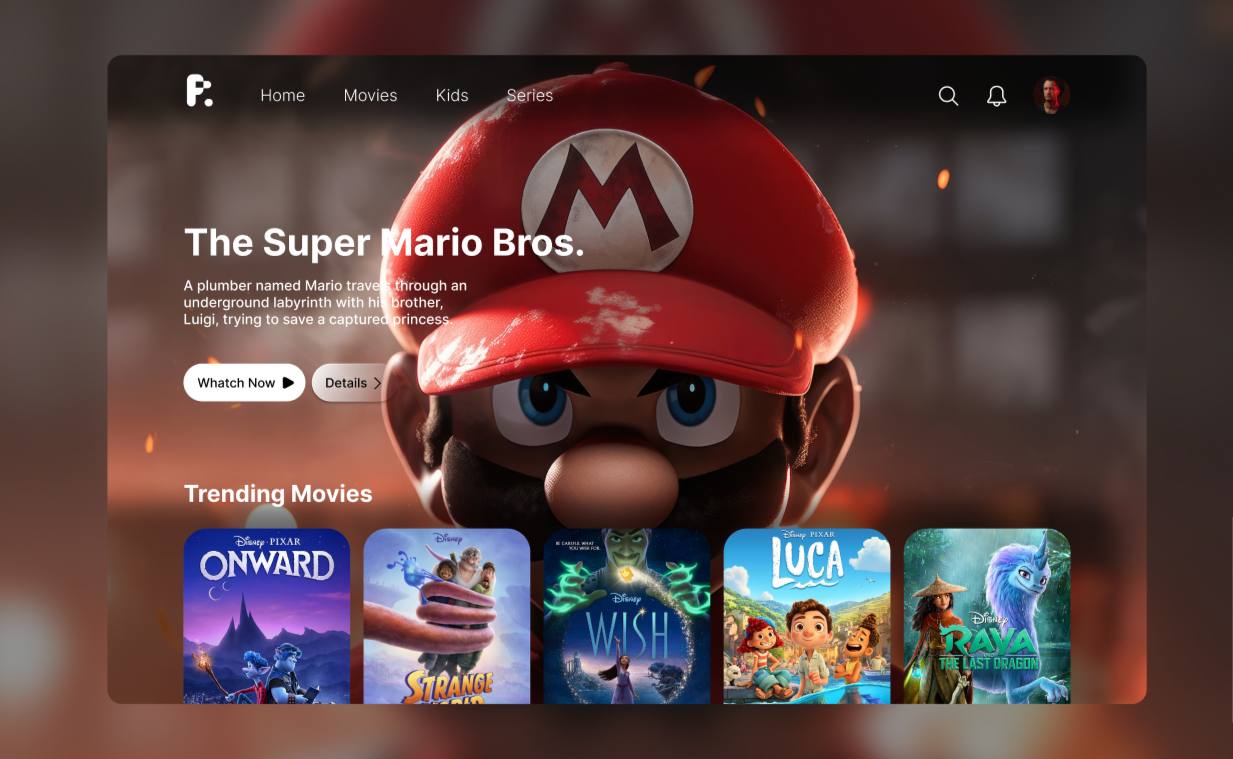 Home
Movies
Kids
Series
M
The Super Mario Bros.
A plumber named Mario travels through an
underground labyrinth with his brother,
Luigi, trying to save a captured princess.
Whatch Now
Details
Trending Movies
Disney · PIXAR
ONWARD
Disney
STRANGE
BE CAREFUL WHAT
YOU WISH FOR.
Disney
WISH
DISNEY PIXAR
LUCA
Disney
RAYA
AND
THE LAST DRAGON